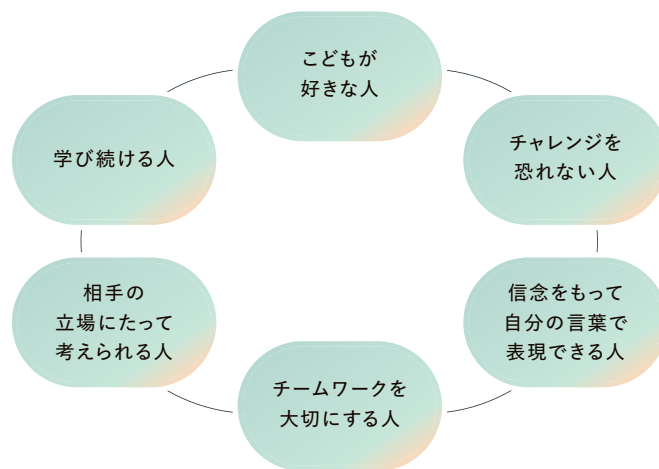 こどもが
好きな人
チャレンジを
恐れない人
信念をもって
自分の言葉で
表現できる人
チームワークを
大切にする人
相手の
立場にたって
考えられる人
学び続ける人